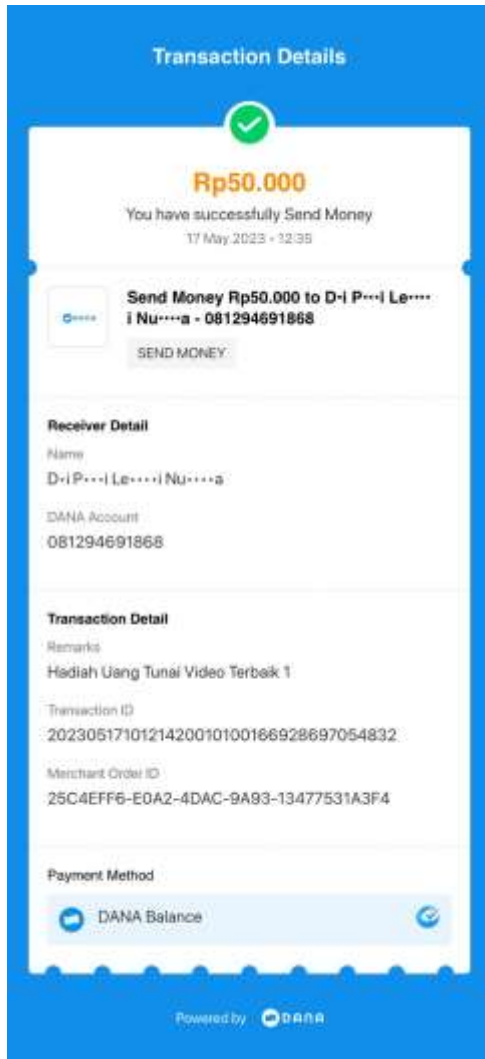 Transaction Details
Rp50.000
You have successfully Send Money
17 May 2023 • 12:35
Send Money Rp50.000 to D•i P•••i Le••••
i Nu••••a - 081294691868
DANA
SEND MONEY
Receiver Detail
Name
D•i P•••i Le••••i Nu••••a
DANA Account
081294691868
Transaction Detail
Remarks
Hadiah Uang Tunai Video Terbaik 1
Transaction ID
2023051710121420010100166928697054832
Merchant Order ID
25C4EFF6-E0A2-4DAC-9A93-13477531A3F4
Payment Method
DANA Balance
Powered by DANA